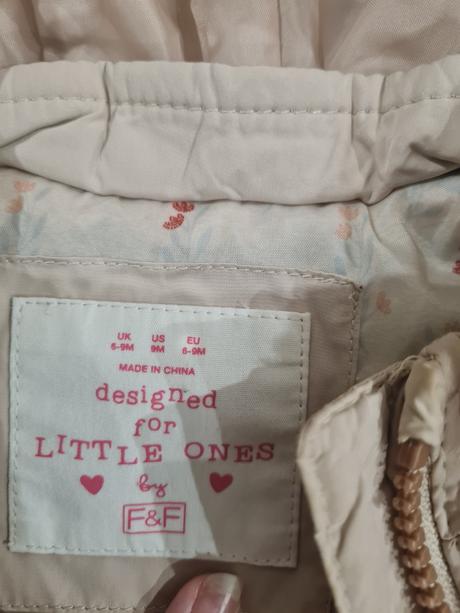 UK US EU
6-9M 9M 6-9M
MADE IN CHINA
designed
for
LITTLE ONES
by
F&F